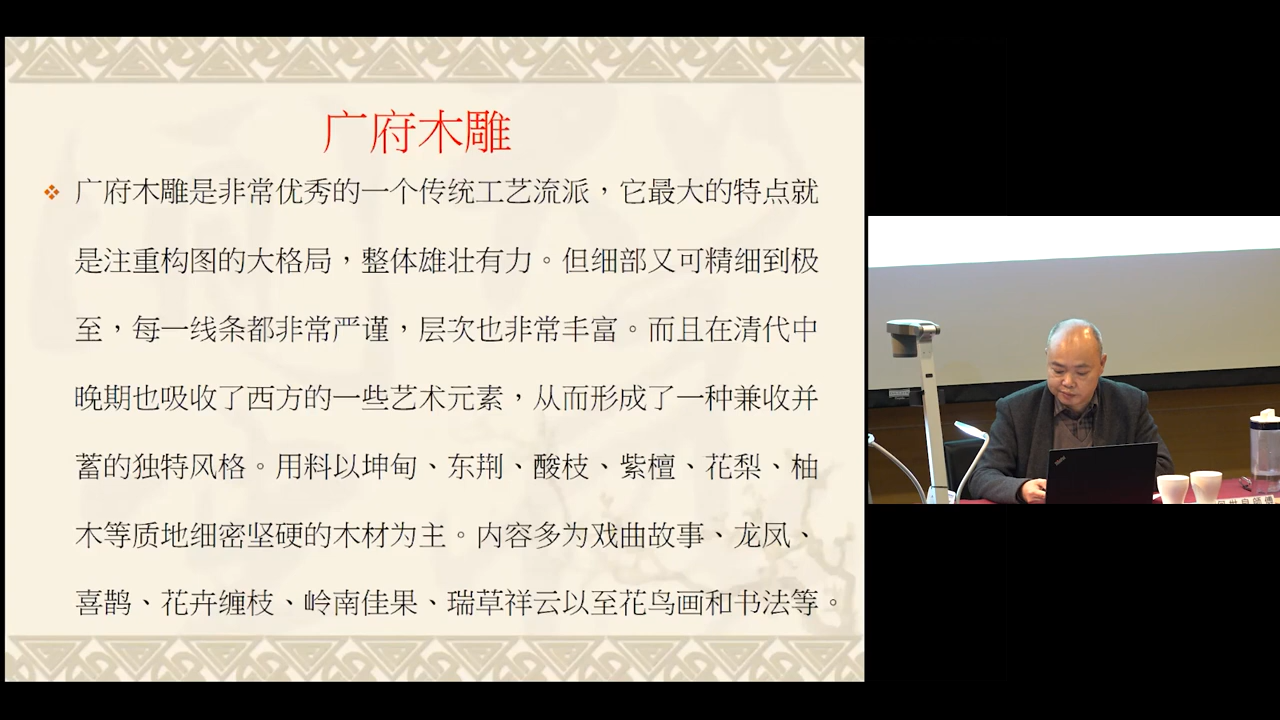 广府木雕
广府木雕是非常优秀的一个传统工艺流派，它最大的特点就
是注重构图的大格局，整体雄壮有力。但细部又可精细到极
至，每一线条都非常严谨，层次也非常丰富。而且在清代中
晚期也吸收了西方的一些艺术元素，从而形成了一种兼收并
蓄的独特风格。用料以坤甸、东荆、酸枝、紫檀、花梨、柚
木等质地细密坚硬的木材为主。内容多为戏曲故事、龙凤、
喜鹊、花卉缠枝、岭南佳果、瑞草祥云以至花鸟画和书法等。
ThinkPad